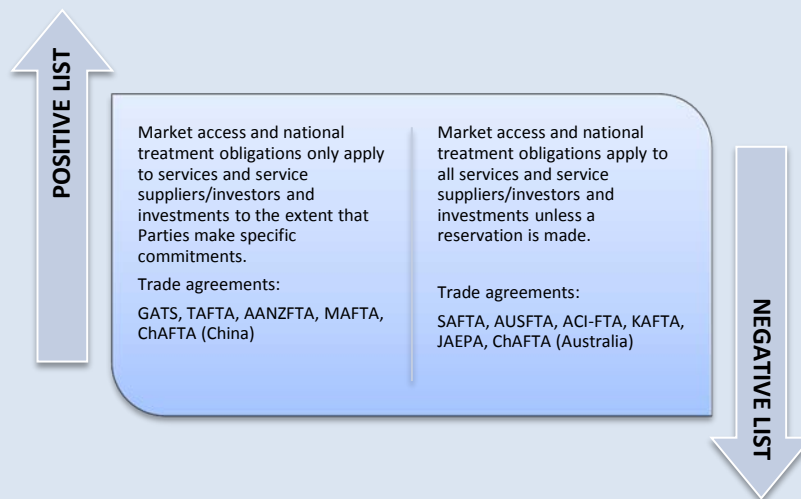 POSITIVE LIST
Market access and national
treatment obligations only apply
to services and service
suppliers/investors and
investments to the extent that
Parties make specific
commitments.
Trade agreements:
GATS, TAFTA, AANZFTA, MAFTA,
ChAFTA (China)
Market access and national
treatment obligations apply to
all services and service
suppliers/investors and
investments unless a
reservation is made.
Trade agreements:
SAFTA, AUSFTA, ACI-FTA, KAFTA,
JAEPA, ChAFTA (Australia)
NEGATIVE LIST